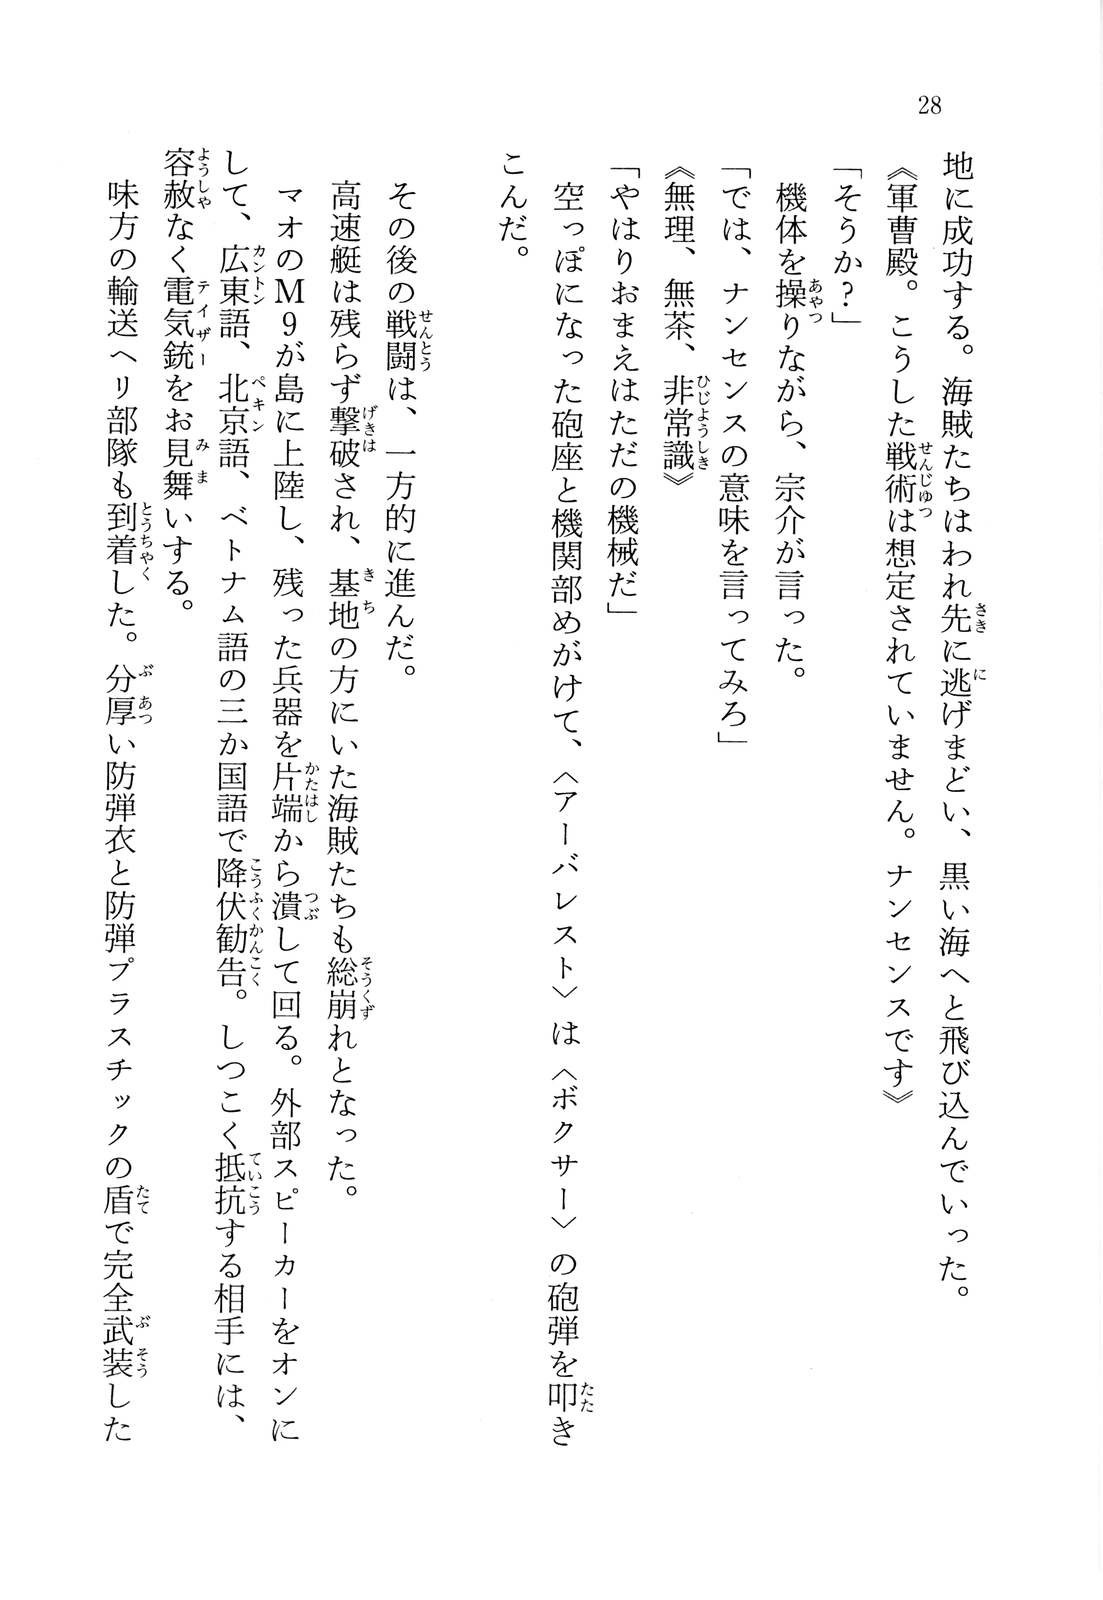 28
地に成功する。海賊たちはわれ先に逃げまどい、黒い海へと飛び込んでいった。
《軍曹殿。こうした戦術は想定されていません。ナンセンスです》
「そうか？」
機体を操りながら、宗介が言った。
「では、ナンセンスの意味を言ってみろ」
《無理、無茶、非常識》
「やはりおまえはただの機械だ」
空っぽになった砲座と機関部めがけて、〈アーバレスト〉は〈ボクサー〉の砲弾を叩き
こんだ。
その後の戦闘は、一方的に進んだ。
高速艇は残らず撃破され、基地の方にいた海賊たちも総崩れとなった。
マオのＭ９が島に上陸し、残った兵器を片端から潰して回る。外部スピーカーをオンに
して、広東語、北京語、ベトナム語の三か国語で降伏勧告。しつこく抵抗する相手には、
容赦なく電気銃をお見舞いする。
味方の輸送ヘリ部隊も到着した。分厚い防弾衣と防弾プラスチックの盾で完全武装した